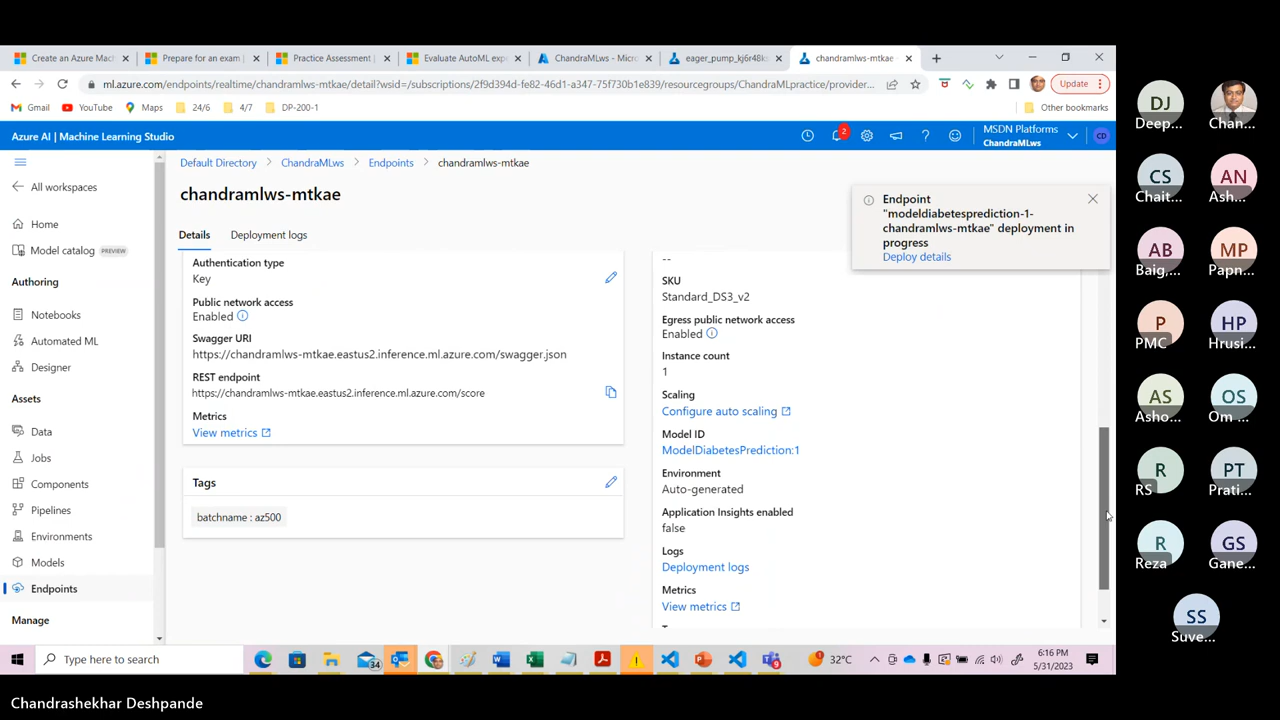 Create an Azure Mach
Prepare for an exam
Practice Assessment
Evaluate AutoML exp
ChandraMLws - Micro
eager_pump_kj6r48k
chandramlws-mtkae
ml.azure.com/endpoints/realtime/chandramlws-mtkae/detail?wsid=/subscriptions/2f9d394d-fe82-46d1-a347-75f730b1e839/resourcegroups/ChandraMLpractice/provider...
Update
Gmail
YouTube
Maps
24/6
4/7
DP-200-1
Other bookmarks
Azure AI | Machine Learning Studio
2
MSDN Platforms
ChandraMLws
CD
All workspaces
Home
Model catalog PREVIEW
Authoring
Notebooks
Automated ML
Designer
Assets
Data
Jobs
Components
Pipelines
Environments
Models
Endpoints
Manage
Default Directory > ChandraMLws > Endpoints > chandramlws-mtkae
chandramlws-mtkae
Details
Deployment logs
Authentication type
Key
Public network access
Enabled
Swagger URI
https://chandramlws-mtkae.eastus2.inference.ml.azure.com/swagger.json
REST endpoint
https://chandramlws-mtkae.eastus2.inference.ml.azure.com/score
Metrics
View metrics
Tags
batchname : az500
--
SKU
Standard_DS3_v2
Egress public network access
Enabled
Instance count
1
Scaling
Configure auto scaling
Model ID
ModelDiabetesPrediction:1
Environment
Auto-generated
Application Insights enabled
false
Logs
Deployment logs
Metrics
View metrics
Endpoint
"modeldiabetesprediction-1-
chandramlws-mtkae" deployment in
progress
Deploy details
Type here to search
34
9
32°C
6:16 PM
5/31/2023
DJ
Deep...
Chan...
CS
Chait...
AN
Ash...
AB
Baig,...
MP
Papn...
P
PMC
HP
Hrusi...
AS
Asho...
OS
Om ...
R
RS
PT
Prati...
R
Reza
GS
Gane...
SS
Suve...
Chandrashekhar Deshpande